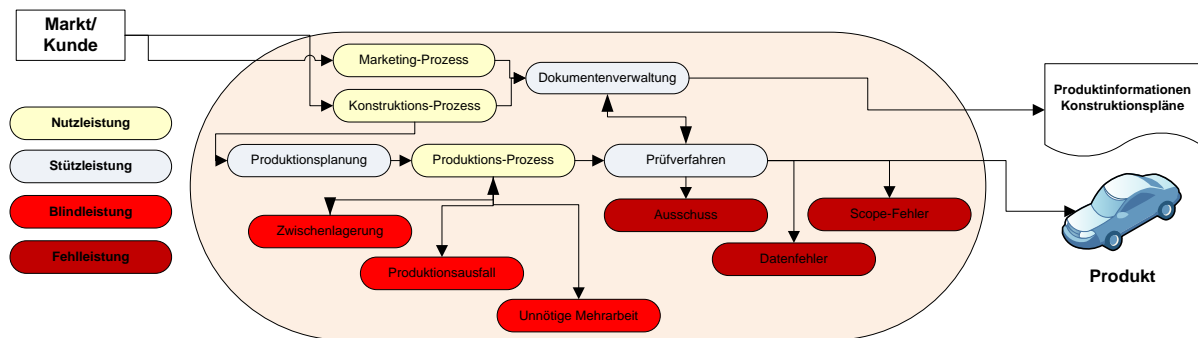 Markt/
Kunde
Marketing-Prozess
Dokumentenverwaltung
Konstruktions-Prozess
Produktinformationen
Konstruktionspläne
Nutzleistung
Stützleistung
Blindleistung
Fehlleistung
Produktionsplanung
Produktions-Prozess
Prüfverfahren
Zwischenlagerung
Ausschuss
Scope-Fehler
Produktionsausfall
Datenfehler
Unnötige Mehrarbeit
Produkt